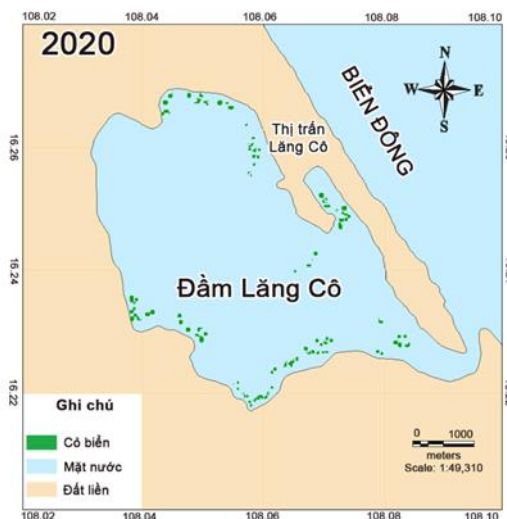 108.02 108.04 108.06 108.08 108.10
2020
N
W E
S
BIỂN ĐÔNG
Thị trấn
Lăng Cô
16.26
16.24
Đầm Lăng Cô
16.22
Ghi chú
Cỏ biển
Mặt nước
Đất liền
0 1000
meters
Scale: 1:49,310
108.02 108.04 108.06 108.08 108.10